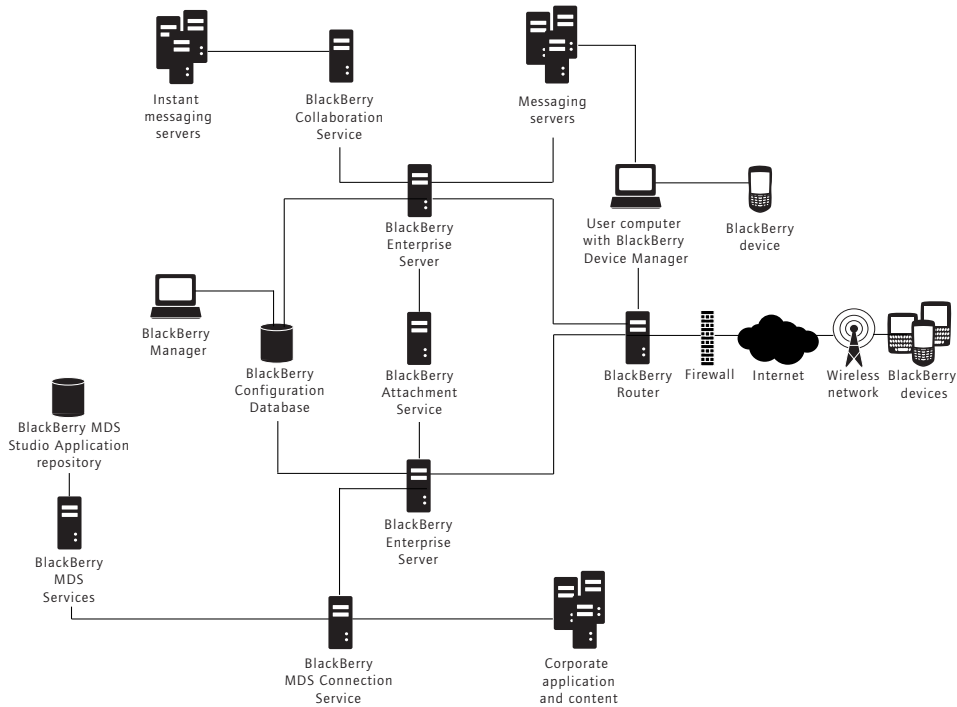 Instant
messaging
servers
BlackBerry
Collaboration
Service
Messaging
servers
BlackBerry
Enterprise
Server
User computer
with BlackBerry
Device Manager
BlackBerry
device
BlackBerry
Manager
BlackBerry
Configuration
Database
BlackBerry
Attachment
Service
BlackBerry
Router
Firewall
Internet
Wireless
network
BlackBerry
devices
BlackBerry MDS
Studio Application
repository
BlackBerry
Enterprise
Server
BlackBerry
MDS
Services
BlackBerry
MDS Connection
Service
Corporate
application
and content